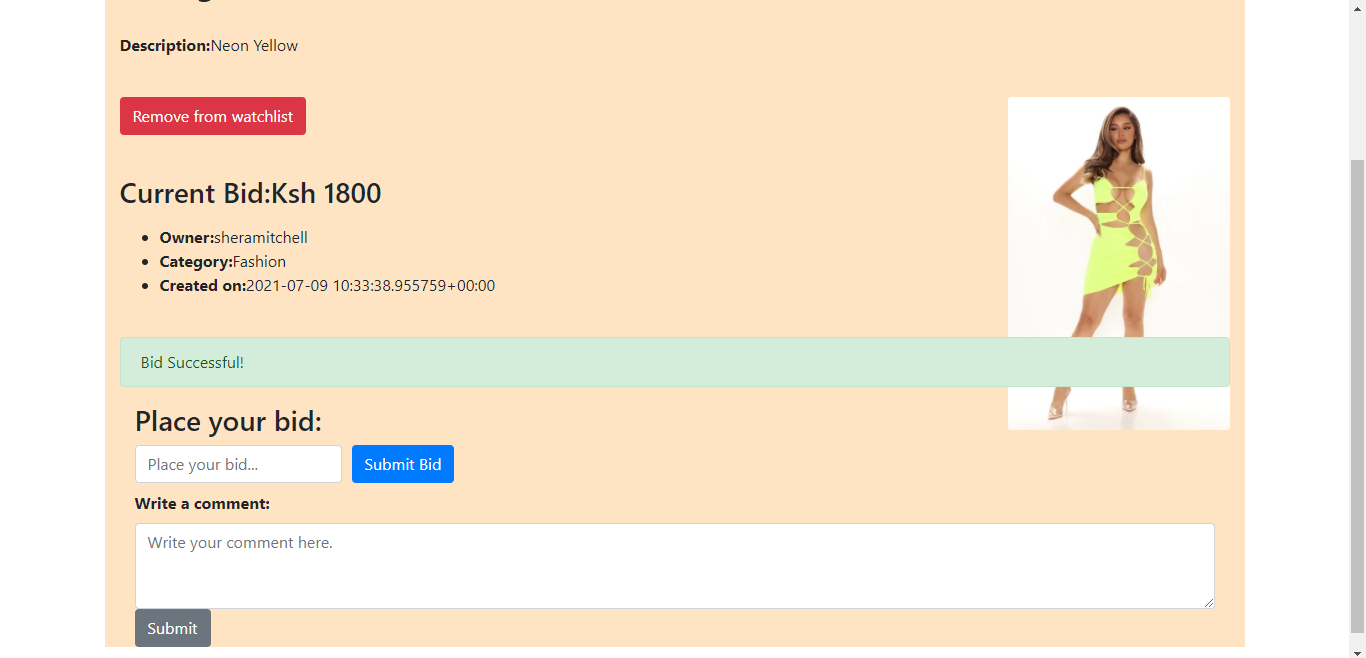 Description:Neon Yellow
Remove from watchlist
Current Bid:Ksh 1800
Owner:sheramitchell
Category:Fashion
Created on:2021-07-09 10:33:38.955759+00:00
Bid Successful!
Place your bid:
Place your bid...
Submit Bid
Write a comment:
Write your comment here.
Submit